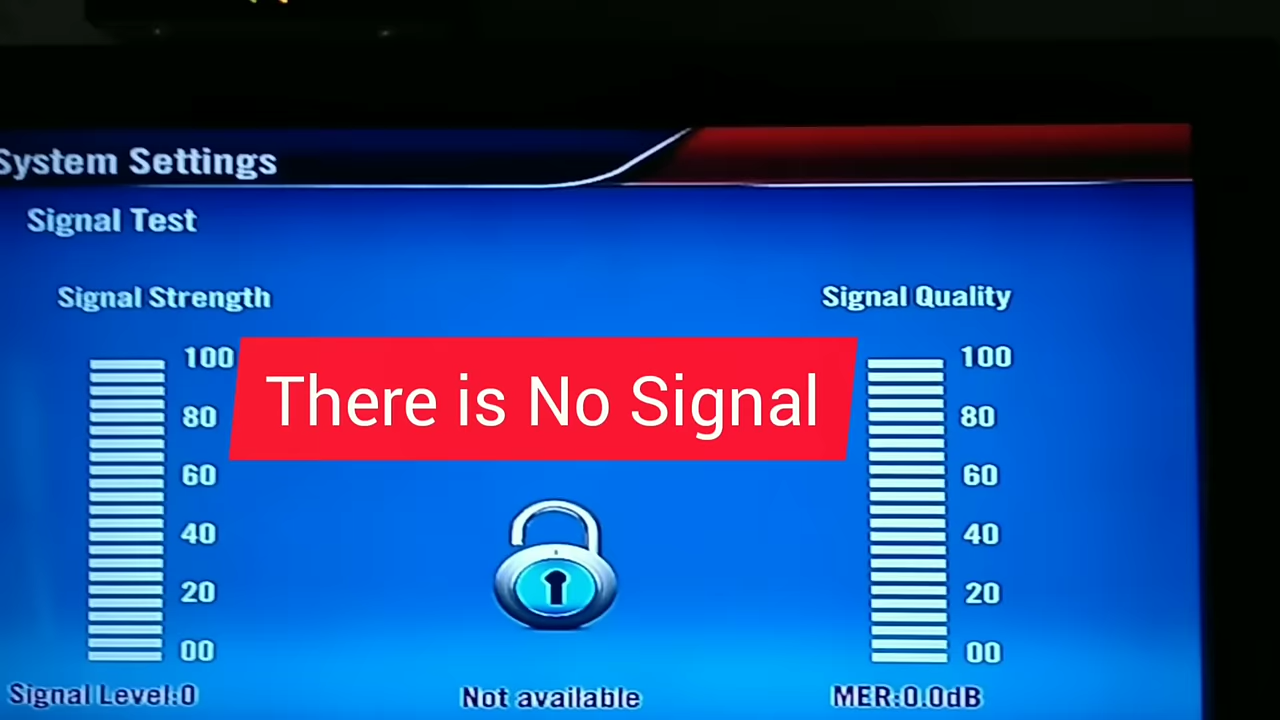 System Settings
Signal Test
Signal Strength
Signal Quality
100
80
60
40
20
00
There is No Signal
100
80
60
40
20
00
Signal Level:0
Not available
MER:0.0dB